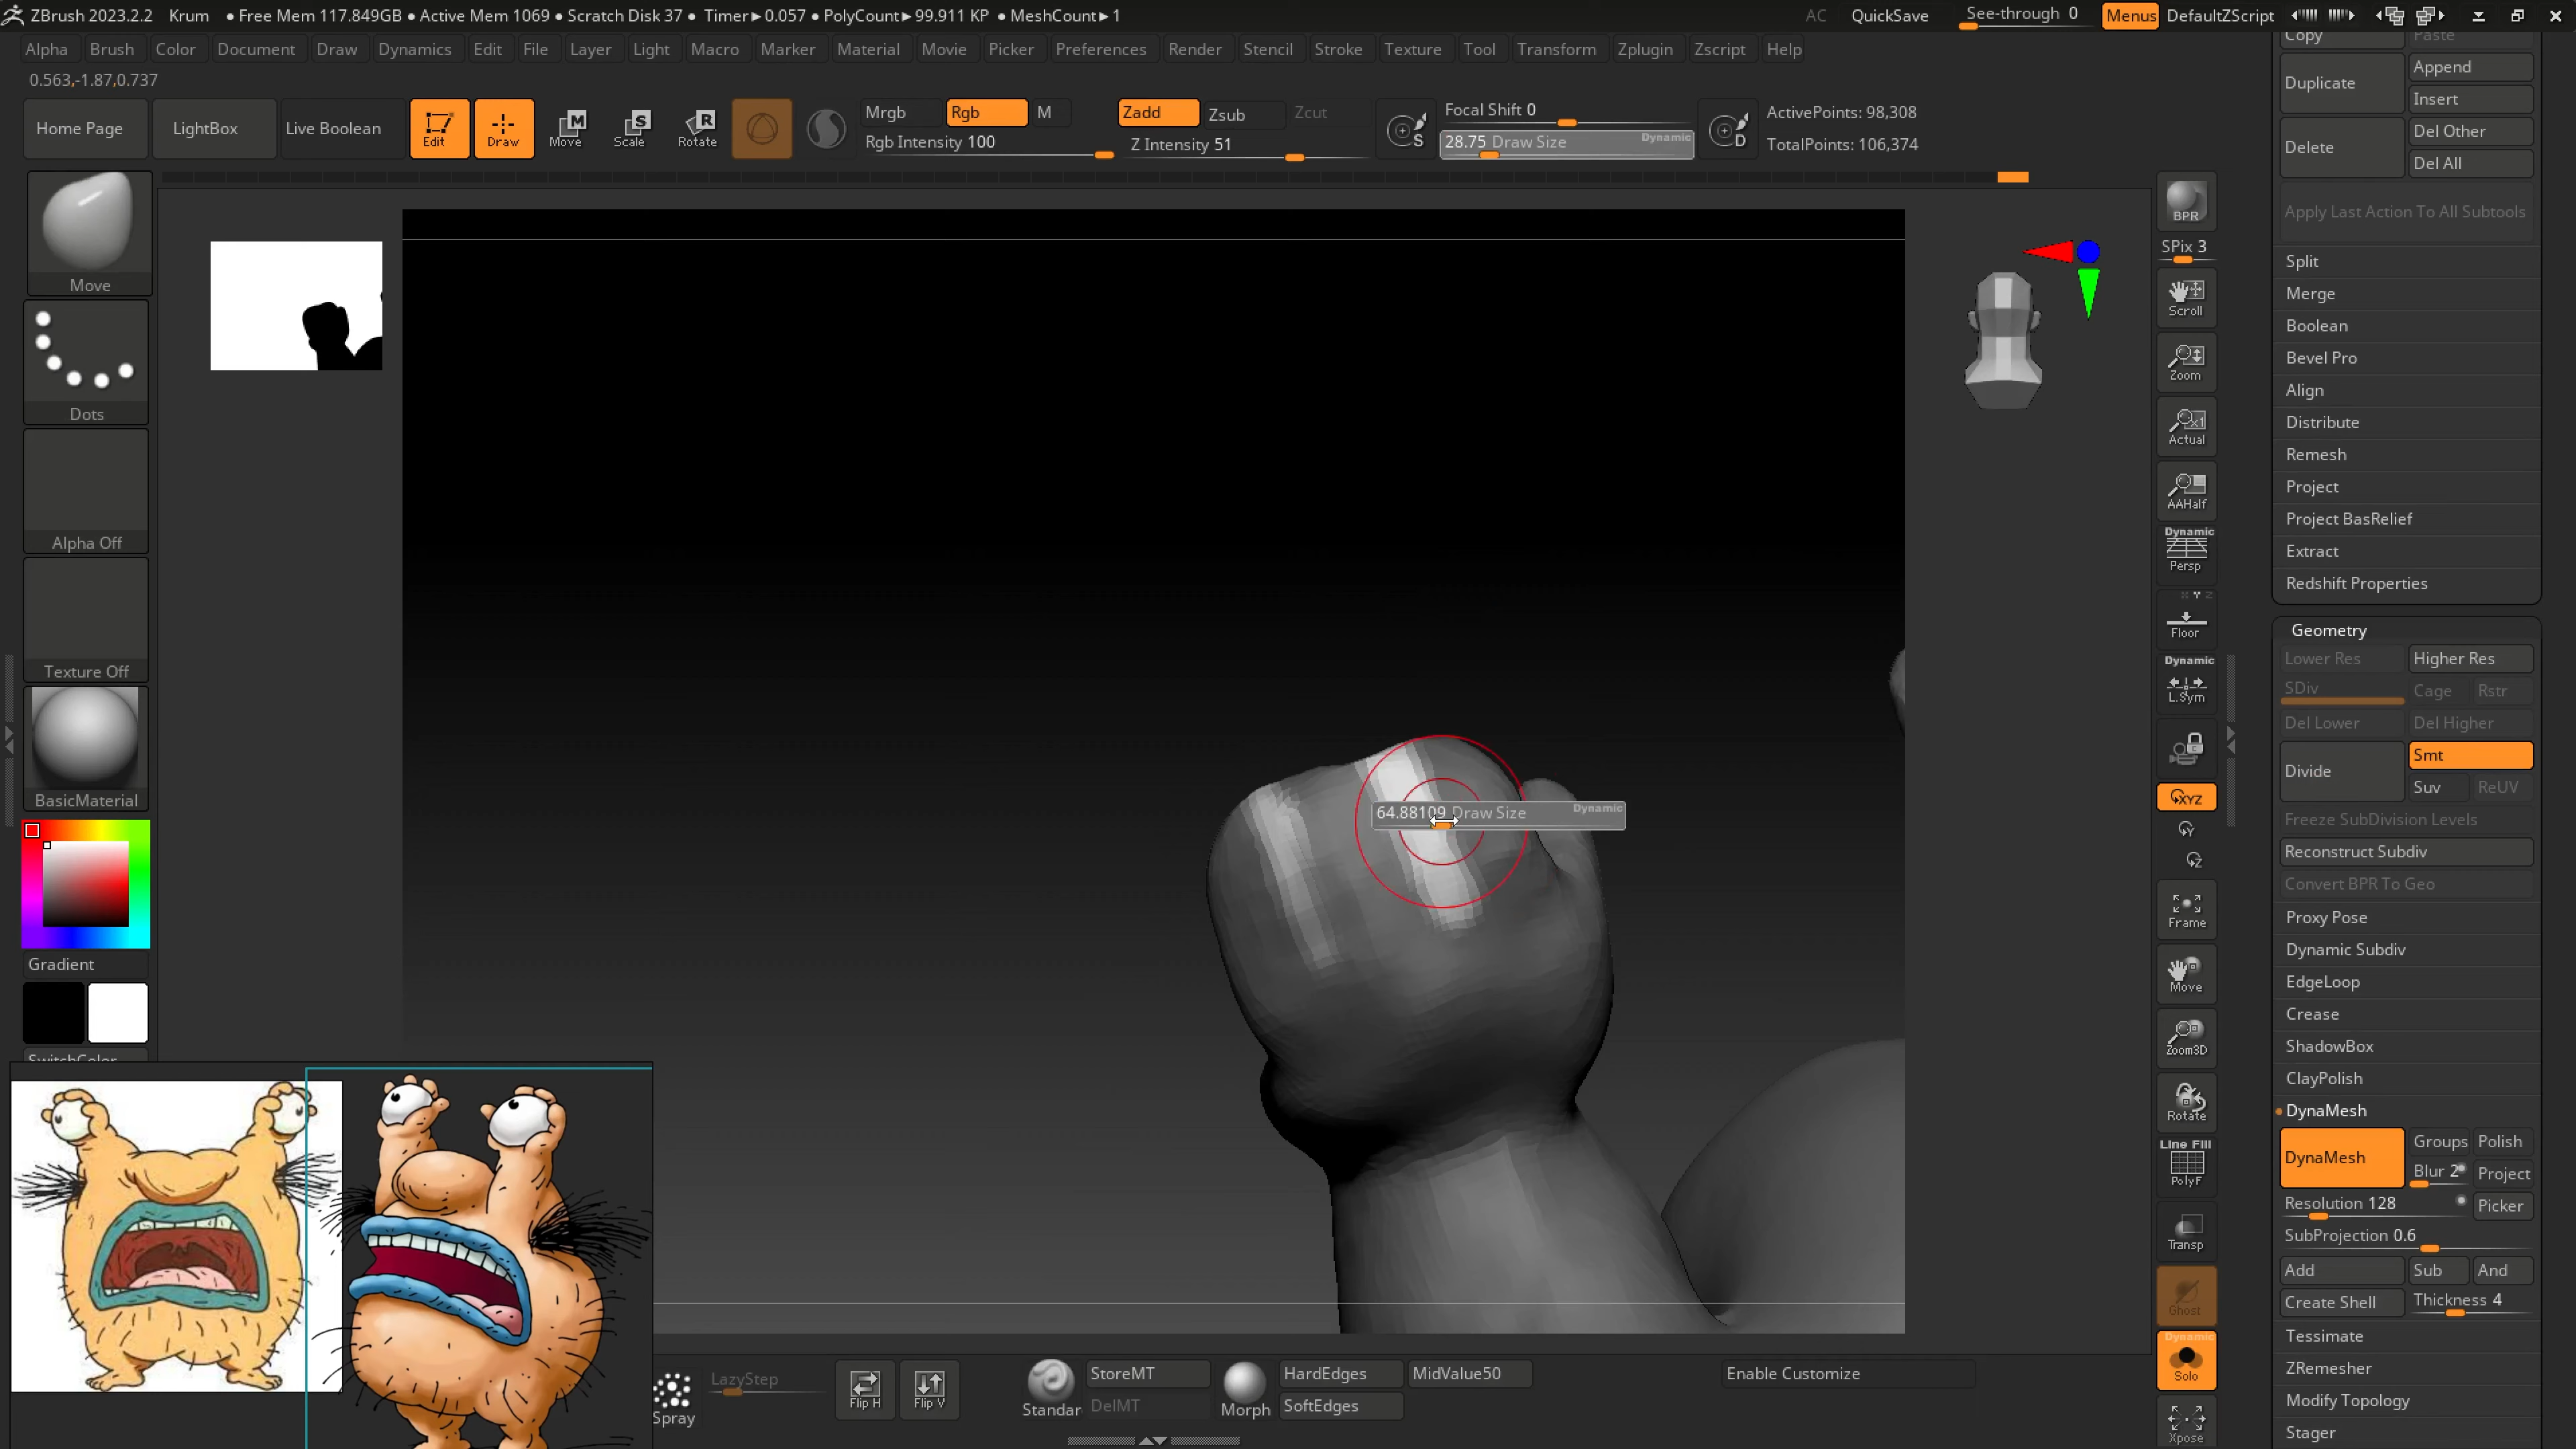 ZBrush 2023.2.2 Krum • Free Mem 117.849GB • Active Mem 1069 • Scratch Disk 37 • Timer▶0.057 • PolyCount▶99.911 KP • MeshCount▶1 AC QuickSave See-through 0 Menus DefaultZScript
Alpha Brush Color Document Draw Dynamics Edit File Layer Light Macro Marker Material Movie Picker Preferences Render Stencil Stroke Texture Tool Transform Zplugin Zscript Help
0.563,-1.87,0.737
Home Page LightBox Live Boolean Edit Draw Move Scale Rotate
M S R
Mrgb Rgb M Zadd Zsub Zcut
Rgb Intensity 100 Z Intensity 51
S Focal Shift 0
28.75 Draw Size Dynamic
D ActivePoints: 98,308
TotalPoints: 106,374
Move
Dots
Alpha Off
Texture Off
BasicMaterial
Gradient
SwitchColor
64.88109 Draw Size Dynamic
Spray LazyStep Flip H Flip V Standar StoreMT
DelMT
Morph HardEdges MidValue50
SoftEdges
Enable Customize
BPR
SPix 3
Scroll
Zoom
Actual
AAHalf
Dynamic
Persp
Floor
Dynamic
L.Sym
XYZ
Y
Z
Frame
Move
Zoom3D
Rotate
Line Fill
PolyF
Transp
Ghost
Dynamic
Solo
Xpose
Copy Paste
Duplicate Append
Insert
Delete Del Other
Del All
Apply Last Action To All Subtools
Split
Merge
Boolean
Bevel Pro
Align
Distribute
Remesh
Project
Project BasRelief
Extract
Redshift Properties
Geometry
Lower Res Higher Res
SDiv Cage Rstr
Del Lower Del Higher
Divide Smt
Suv ReUV
Freeze SubDivision Levels
Reconstruct Subdiv
Convert BPR To Geo
Proxy Pose
Dynamic Subdiv
EdgeLoop
Crease
ShadowBox
ClayPolish
DynaMesh
DynaMesh Groups Polish
Blur 2 Project
Resolution 128 Picker
SubProjection 0.6
Add Sub And
Create Shell Thickness 4
Tessimate
ZRemesher
Modify Topology
Stager